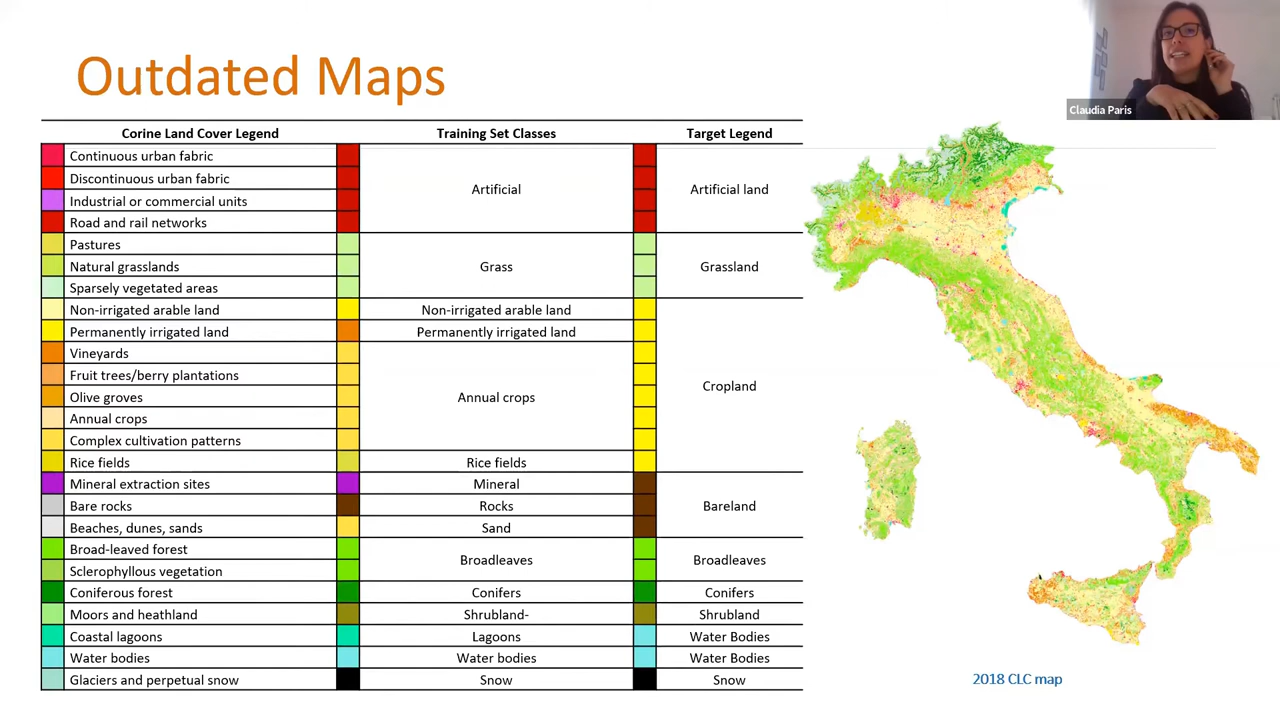 Outdated Maps
Claudia Paris
Corine Land Cover Legend Training Set Classes Target Legend
Continuous urban fabric
Discontinuous urban fabric
Artificial Artificial land
Industrial or commercial units
Road and rail networks
Pastures
Natural grasslands Grass Grassland
Sparsely vegetated areas
Non-irrigated arable land Non-irrigated arable land
Permanently irrigated land Permanently irrigated land
Vineyards
Fruit trees/berry plantations
Cropland
Olive groves Annual crops
Annual crops
Complex cultivation patterns
Rice fields Rice fields
Mineral extraction sites Mineral
Bare rocks Rocks Bareland
Beaches, dunes, sands Sand
Broad-leaved forest
Broadleaves Broadleaves
Sclerophyllous vegetation
Coniferous forest Conifers Conifers
Moors and heathland Shrubland- Shrubland
Coastal lagoons Lagoons Water Bodies
Water bodies Water bodies Water Bodies
Glaciers and perpetual snow Snow Snow
2018 CLC map